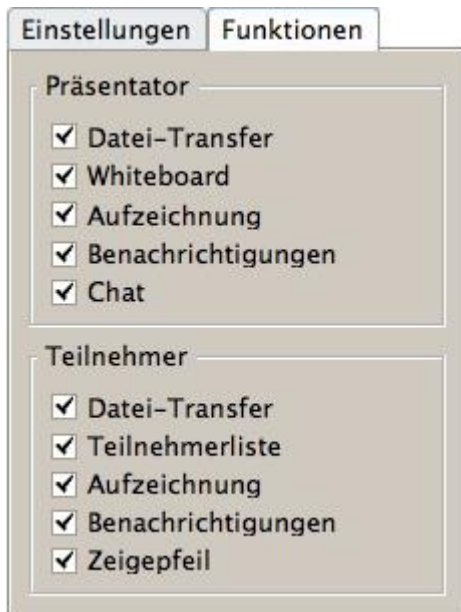 Einstellungen Funktionen
Präsentator
Datei-Transfer
Whiteboard
Aufzeichnung
Benachrichtigungen
Chat
Teilnehmer
Datei-Transfer
Teilnehmerliste
Aufzeichnung
Benachrichtigungen
Zeigepfeil